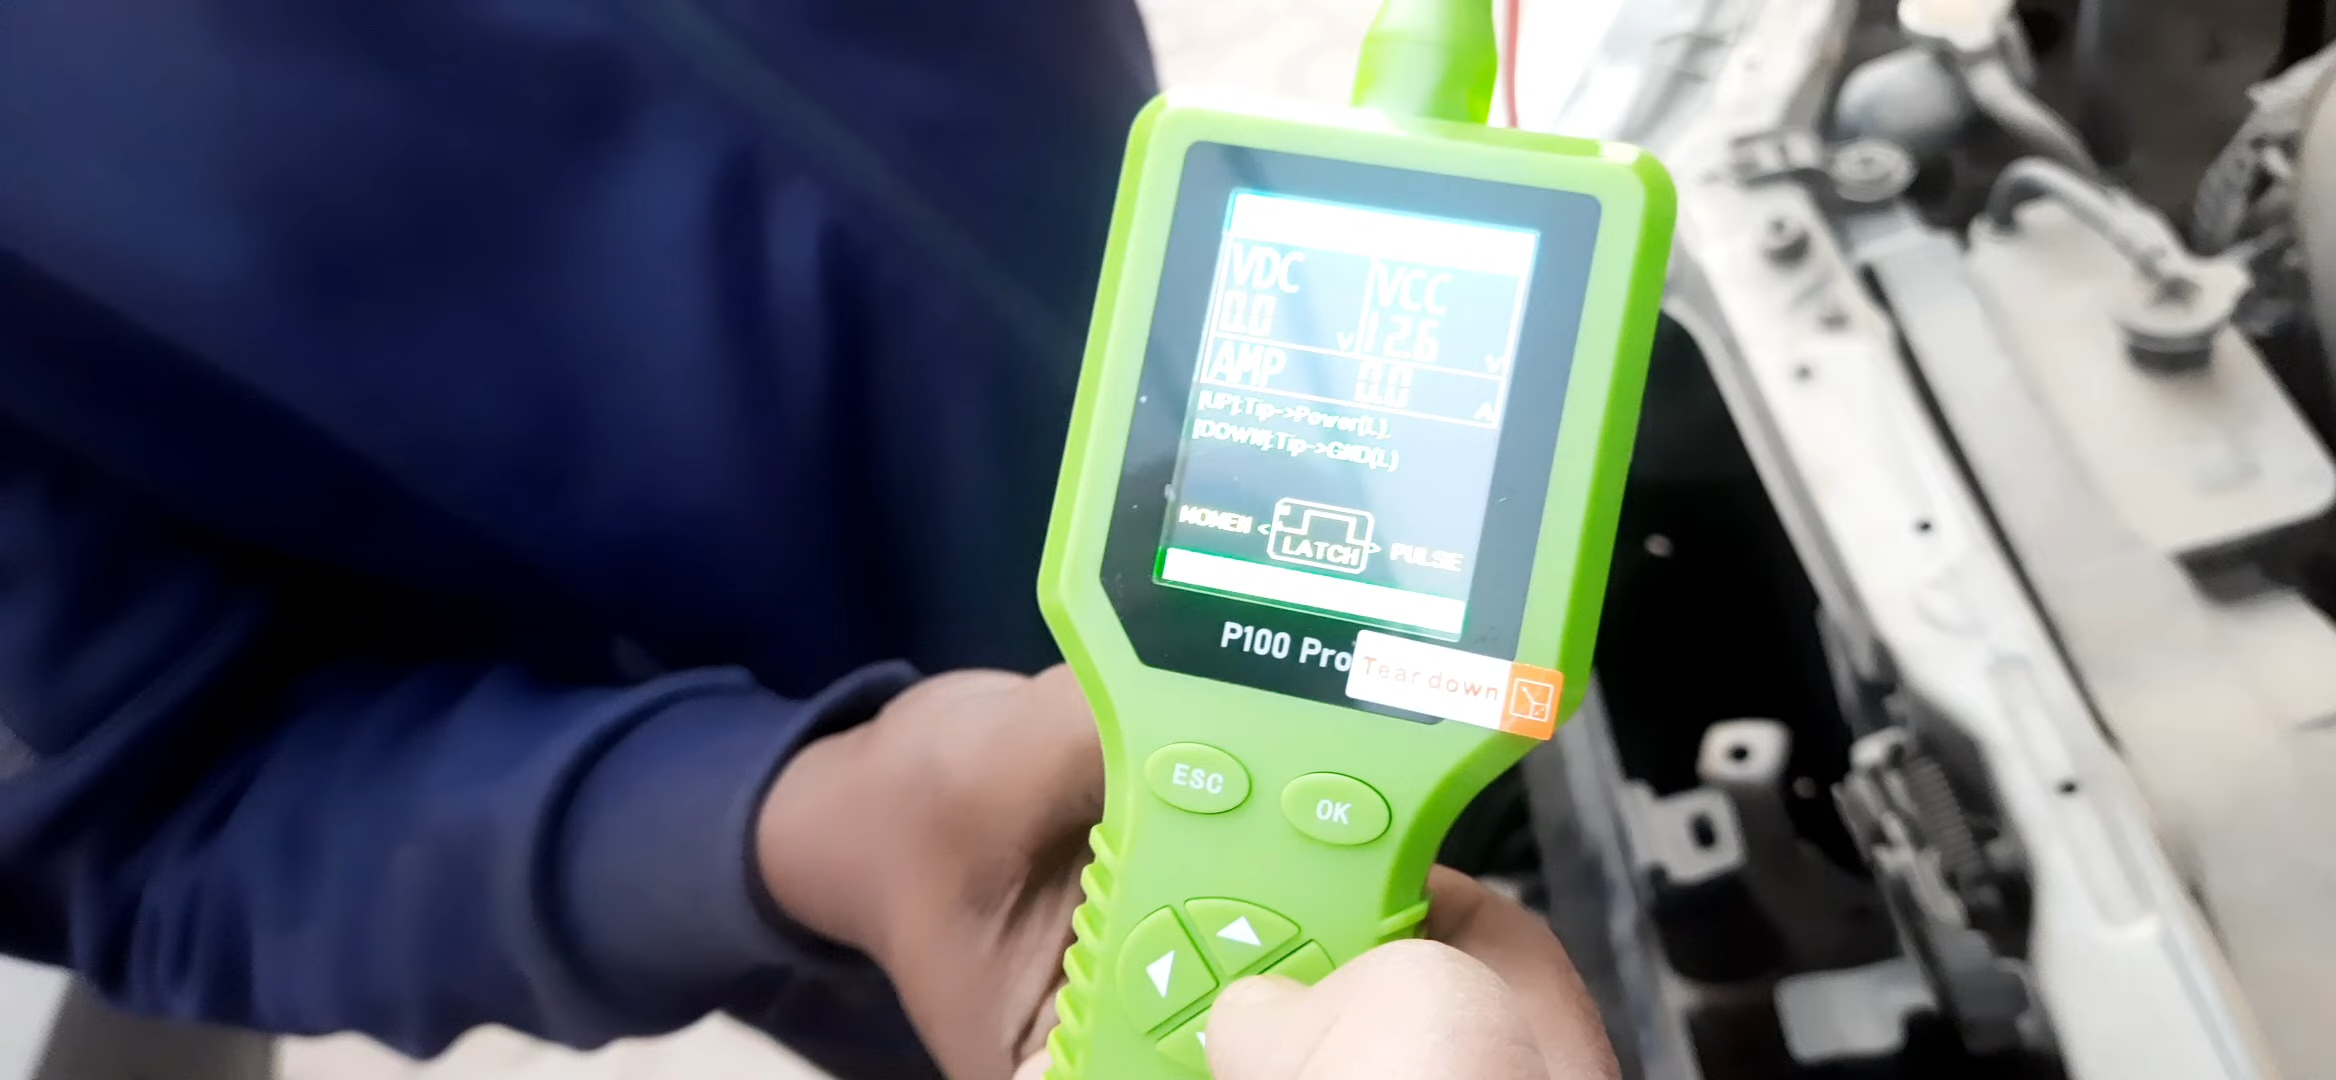 VDC VCC
0.0 V 12.6 V
AMP 0.0 A
[UP]:Tip->Power(L).
[DOWN]:Tip->GND(L)
MOMEN < LATCH > PULSE
P100 Pro
Teardown
ESC OK